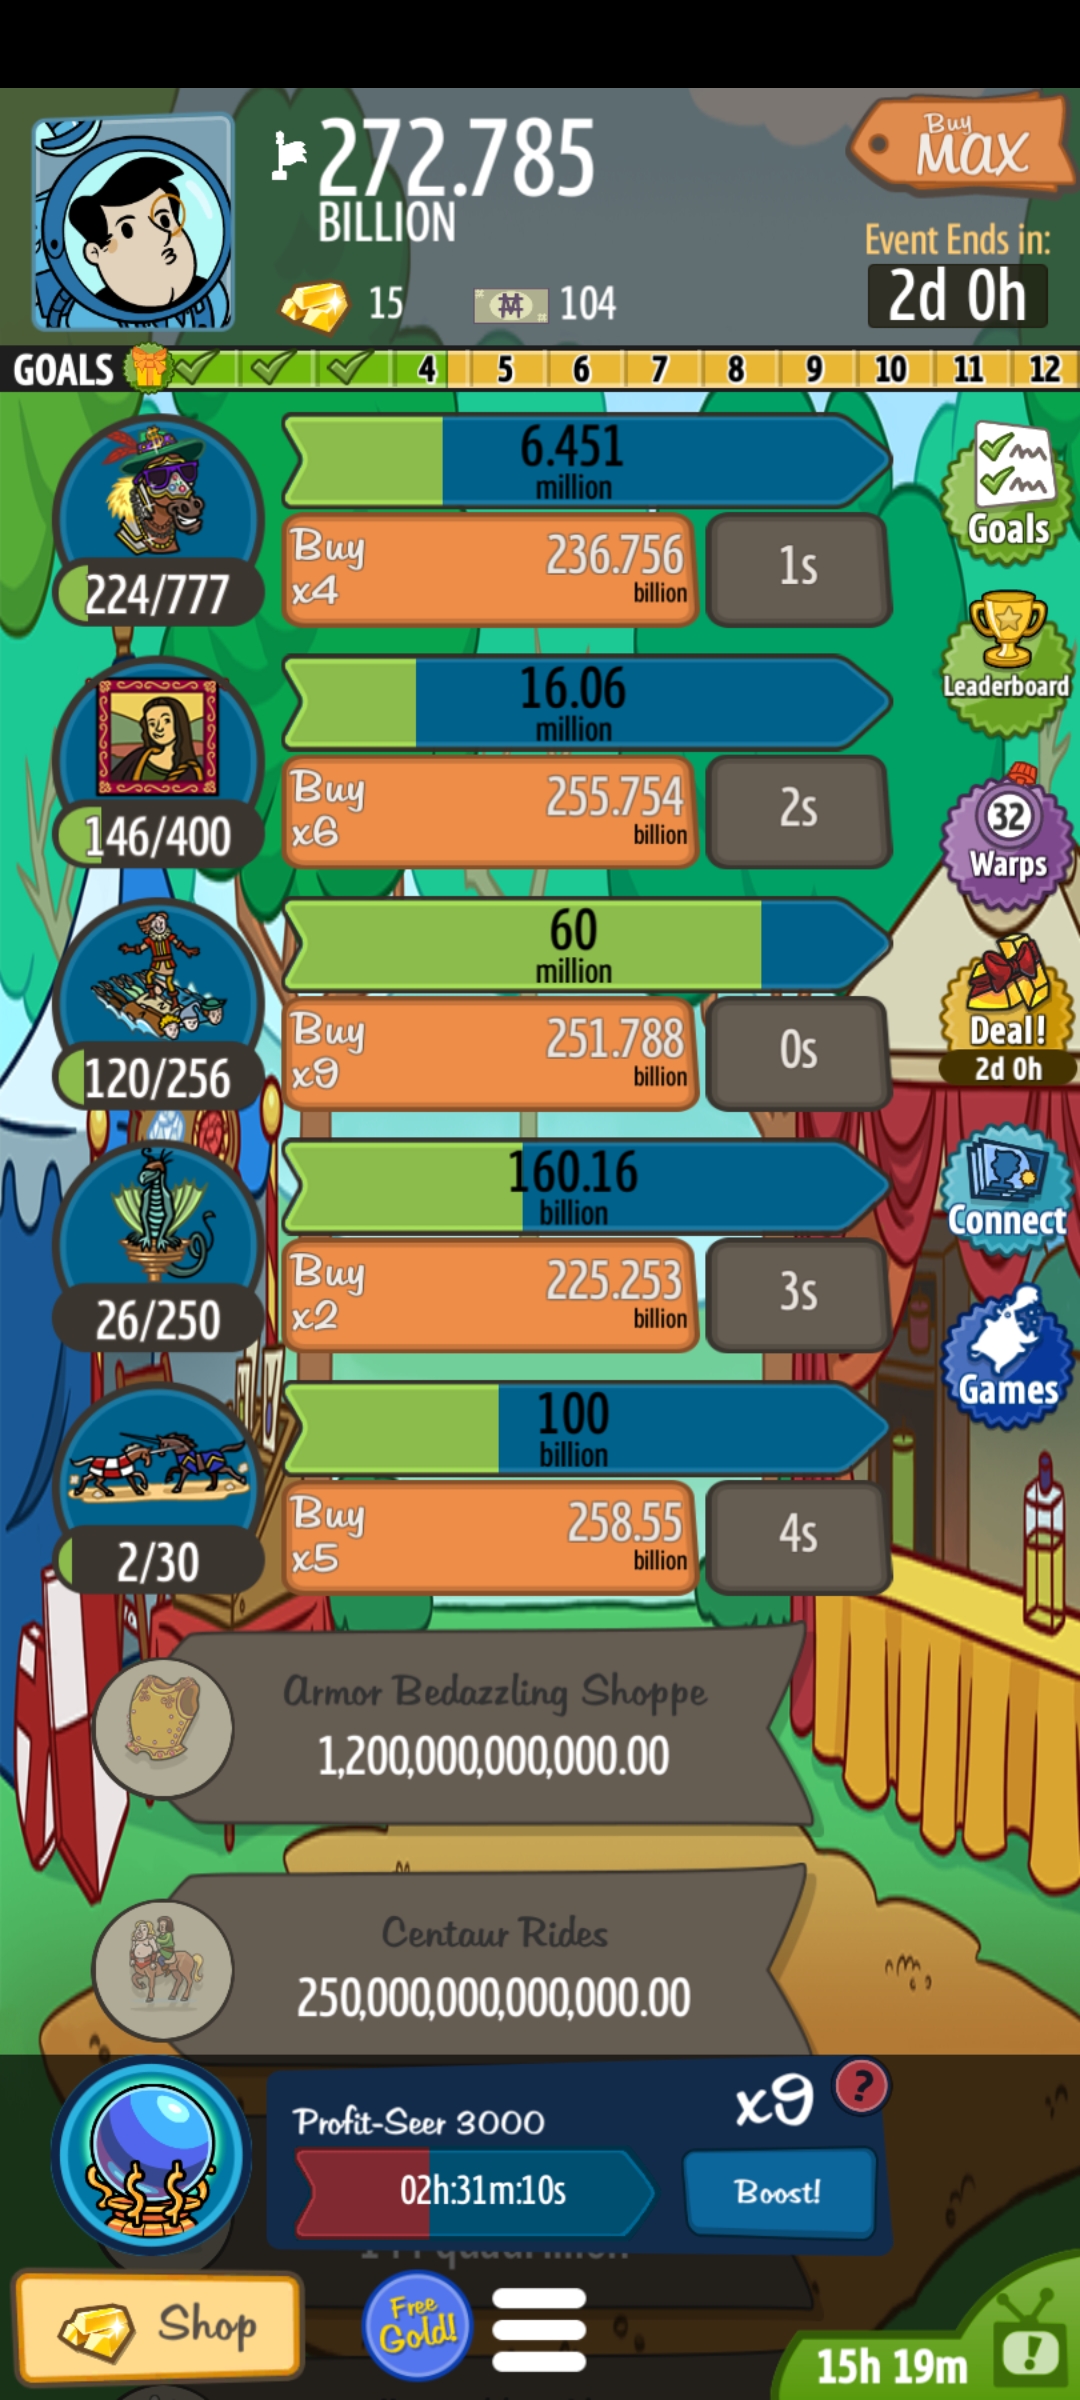 272.785
BILLION
Buy
MAX
Event Ends in:
2d 0h
15
104
GOALS 4 5 6 7 8 9 10 11 12
6.451
million
224/777
Buy
x4
236.756
billion
1s
Goals
Leaderboard
16.06
million
146/400
Buy
x6
255.754
billion
2s
32
Warps
60
million
120/256
Buy
x9
251.788
billion
0s
Deal!
2d 0h
160.16
billion
26/250
Buy
x2
225.253
billion
3s
Connect
Games
100
billion
2/30
Buy
x5
258.55
billion
4s
Armor Bedazzling Shoppe
1,200,000,000,000.00
Centaur Rides
250,000,000,000,000.00
Profit-Seer 3000
x9
?
02h:31m:10s
Boost!
Shop
Free
Gold!
15h 19m